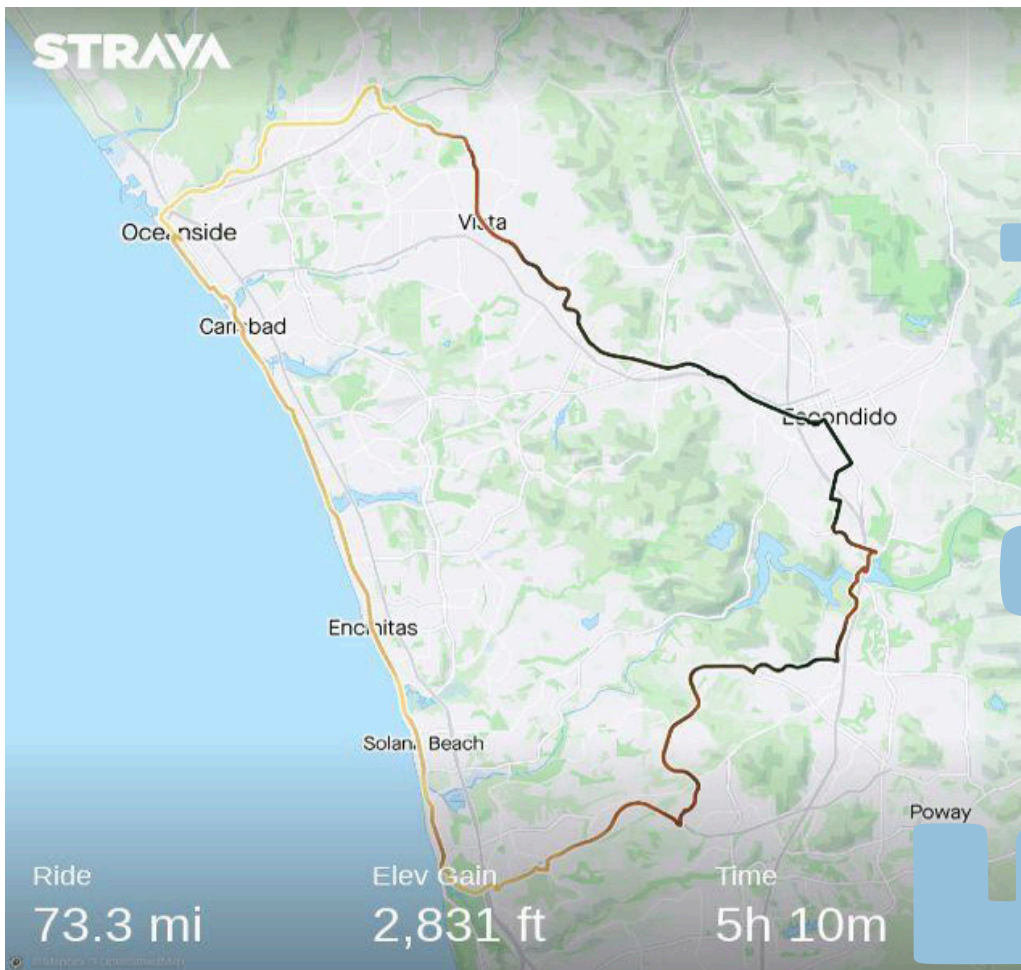 STRAVA
Oceanside
Vista
Carlsbad
Escondido
Encinitas
Solana Beach
Poway
Ride
Elev Gain
Time
73.3 mi
2,831 ft
5h 10m